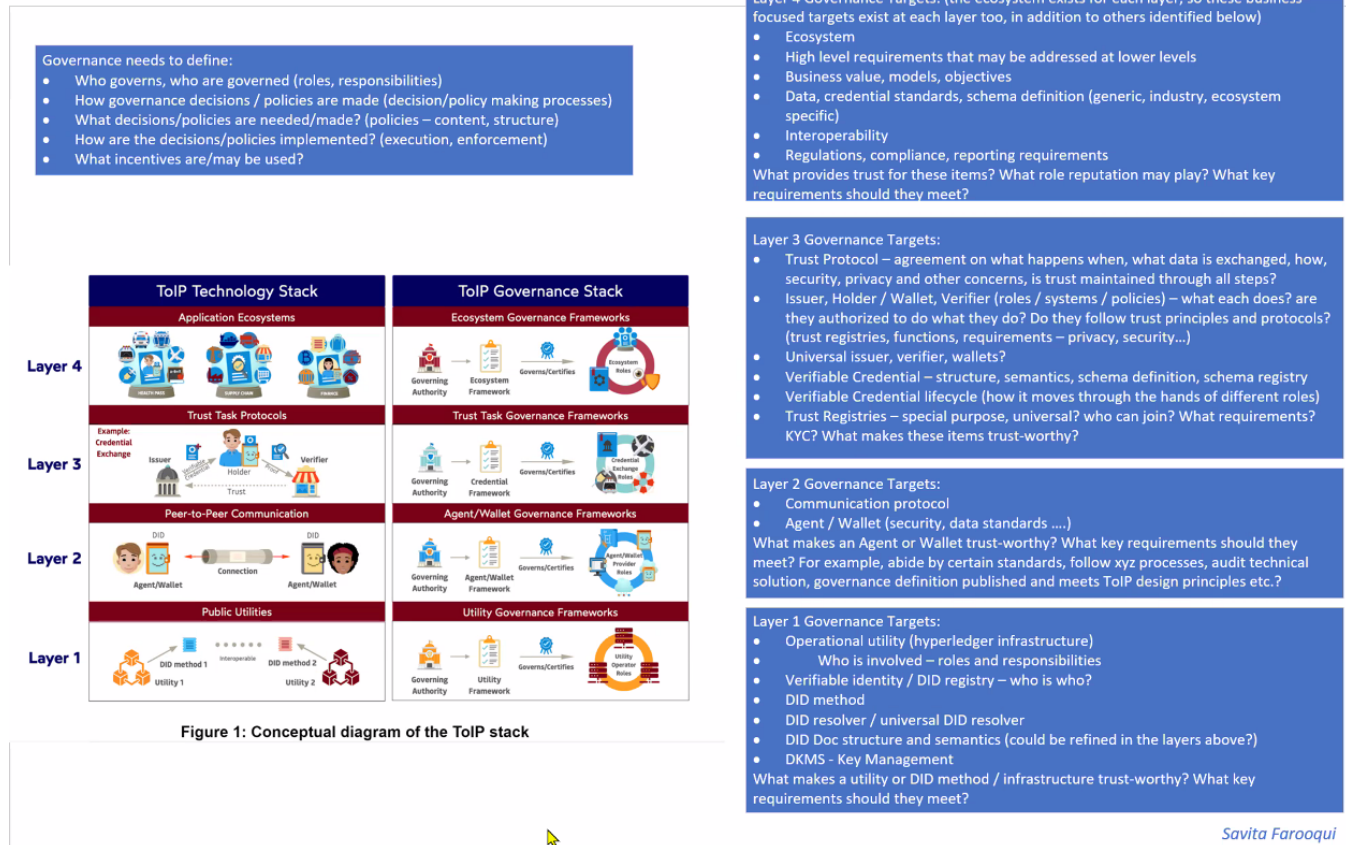 Governance needs to define:
• Who governs, who are governed (roles, responsibilities)
• How governance decisions / policies are made (decision/policy making processes)
• What decisions/policies are needed/made? (policies – content, structure)
• How are the decisions/policies implemented? (execution, enforcement)
• What incentives are/may be used?
Layer 4 Governance Targets: (the ecosystem exists for each layer, so these business
focused targets exist at each layer too, in addition to others identified below)
• Ecosystem
• High level requirements that may be addressed at lower levels
• Business value, models, objectives
• Data, credential standards, schema definition (generic, industry, ecosystem
specific)
• Interoperability
• Regulations, compliance, reporting requirements
What provides trust for these items? What role reputation may play? What key
requirements should they meet?
Layer 3 Governance Targets:
• Trust Protocol – agreement on what happens when, what data is exchanged, how,
security, privacy and other concerns, is trust maintained through all steps?
• Issuer, Holder / Wallet, Verifier (roles / systems / policies) – what each does? are
they authorized to do what they do? Do they follow trust principles and protocols?
(trust registries, functions, requirements – privacy, security...)
• Universal issuer, verifier, wallets?
• Verifiable Credential – structure, semantics, schema definition, schema registry
• Verifiable Credential lifecycle (how it moves through the hands of different roles)
• Trust Registries – special purpose, universal? who can join? What requirements?
KYC? What makes these items trust-worthy?
Layer 2 Governance Targets:
• Communication protocol
• Agent / Wallet (security, data standards ....)
What makes an Agent or Wallet trust-worthy? What key requirements should they
meet? For example, abide by certain standards, follow xyz processes, audit technical
solution, governance definition published and meets ToIP design principles etc.?
Layer 1 Governance Targets:
• Operational utility (hyperledger infrastructure)
• Who is involved – roles and responsibilities
• Verifiable identity / DID registry – who is who?
• DID method
• DID resolver / universal DID resolver
• DID Doc structure and semantics (could be refined in the layers above?)
• DKMS - Key Management
What makes a utility or DID method / infrastructure trust-worthy? What key
requirements should they meet?
ToIP Technology Stack
ToIP Governance Stack
Application Ecosystems
Ecosystem Governance Frameworks
Layer 4
HEALTH PASS
SUPPLY CHAIN
FINANCE
Governing
Authority
Ecosystem
Framework
Governs/Certifies
Ecosystem
Roles
Trust Task Protocols
Trust Task Governance Frameworks
Layer 3
Example:
Credential
Exchange
Issuer
Verifiable
Credential
Holder
Proof
Verifier
Trust
Governing
Authority
Credential
Framework
Governs/Certifies
Credential
Exchange
Roles
Peer-to-Peer Communication
Agent/Wallet Governance Frameworks
Layer 2
DID
DID
Connection
Agent/Wallet
Agent/Wallet
Governing
Authority
Agent/Wallet
Framework
Governs/Certifies
Agent/Wallet
Provider
Roles
Public Utilities
Utility Governance Frameworks
Layer 1
DID method 1
Interoperable
DID method 2
Utility 1
Utility 2
Governing
Authority
Utility
Framework
Governs/Certifies
Utility
Operator
Roles
Figure 1: Conceptual diagram of the ToIP stack
Savita Farooqui